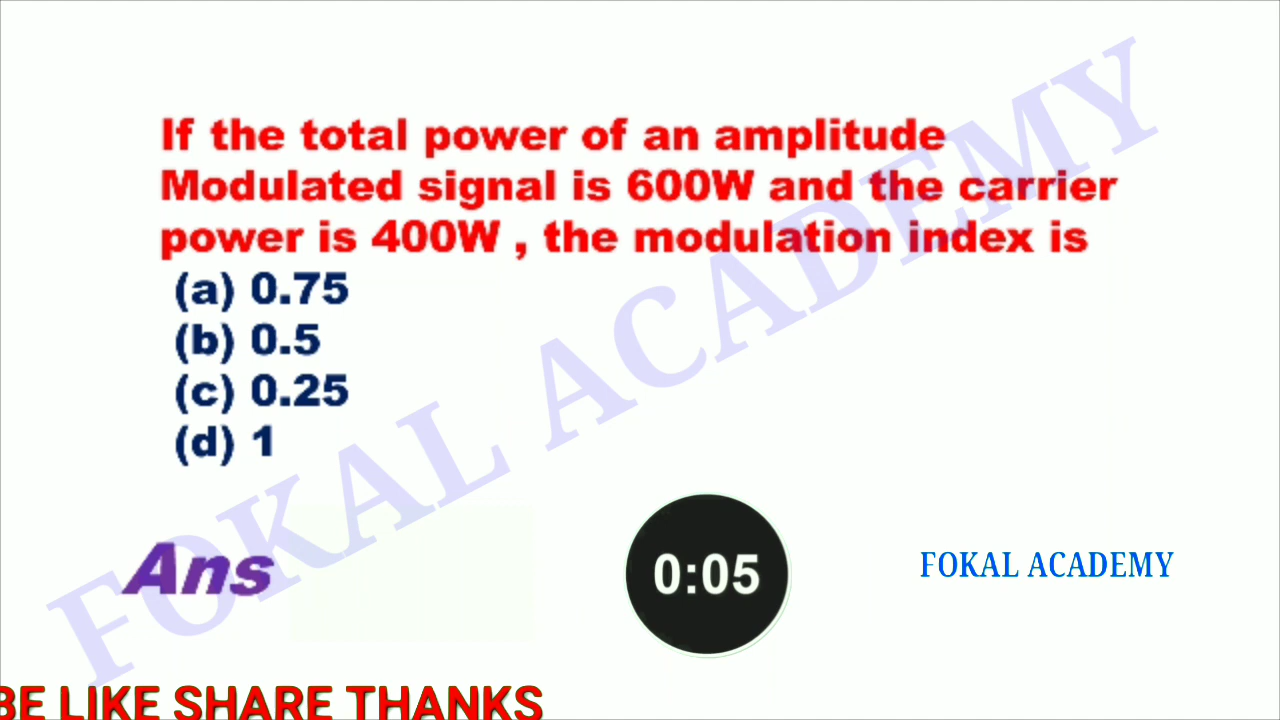 If the total power of an amplitude
Modulated signal is 600W and the carrier
power is 400W , the modulation index is
(a) 0.75
(b) 0.5
(c) 0.25
(d) 1
FOKAL ACADEMY
Ans
0:05
FOKAL ACADEMY
BE LIKE SHARE THANKS